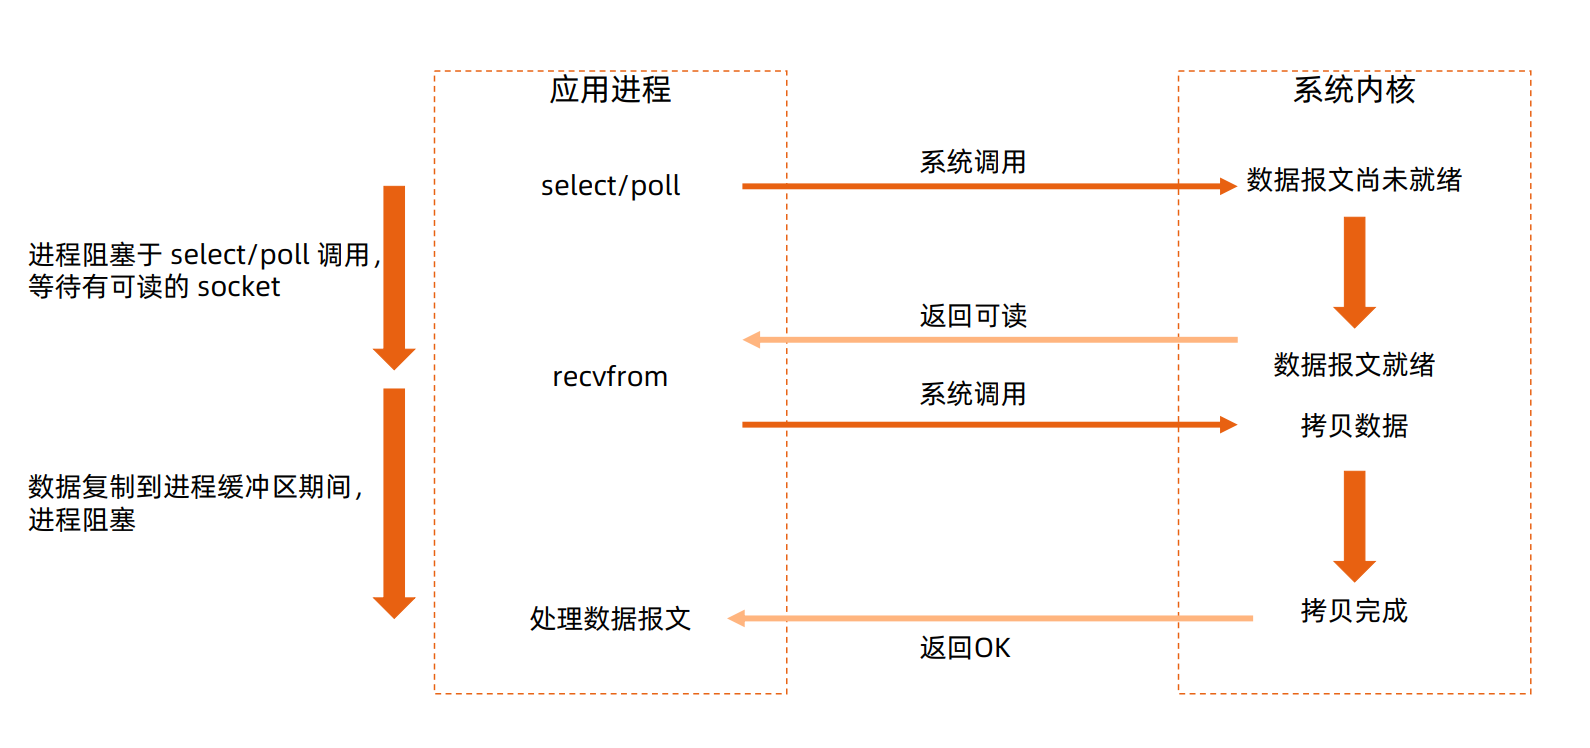 应用进程
系统内核
系统调用
select/poll
数据报文尚未就绪
进程阻塞于 select/poll 调用，
等待有可读的 socket
返回可读
数据报文就绪
recvfrom
系统调用
拷贝数据
数据复制到进程缓冲区期间，
进程阻塞
处理数据报文
拷贝完成
返回OK